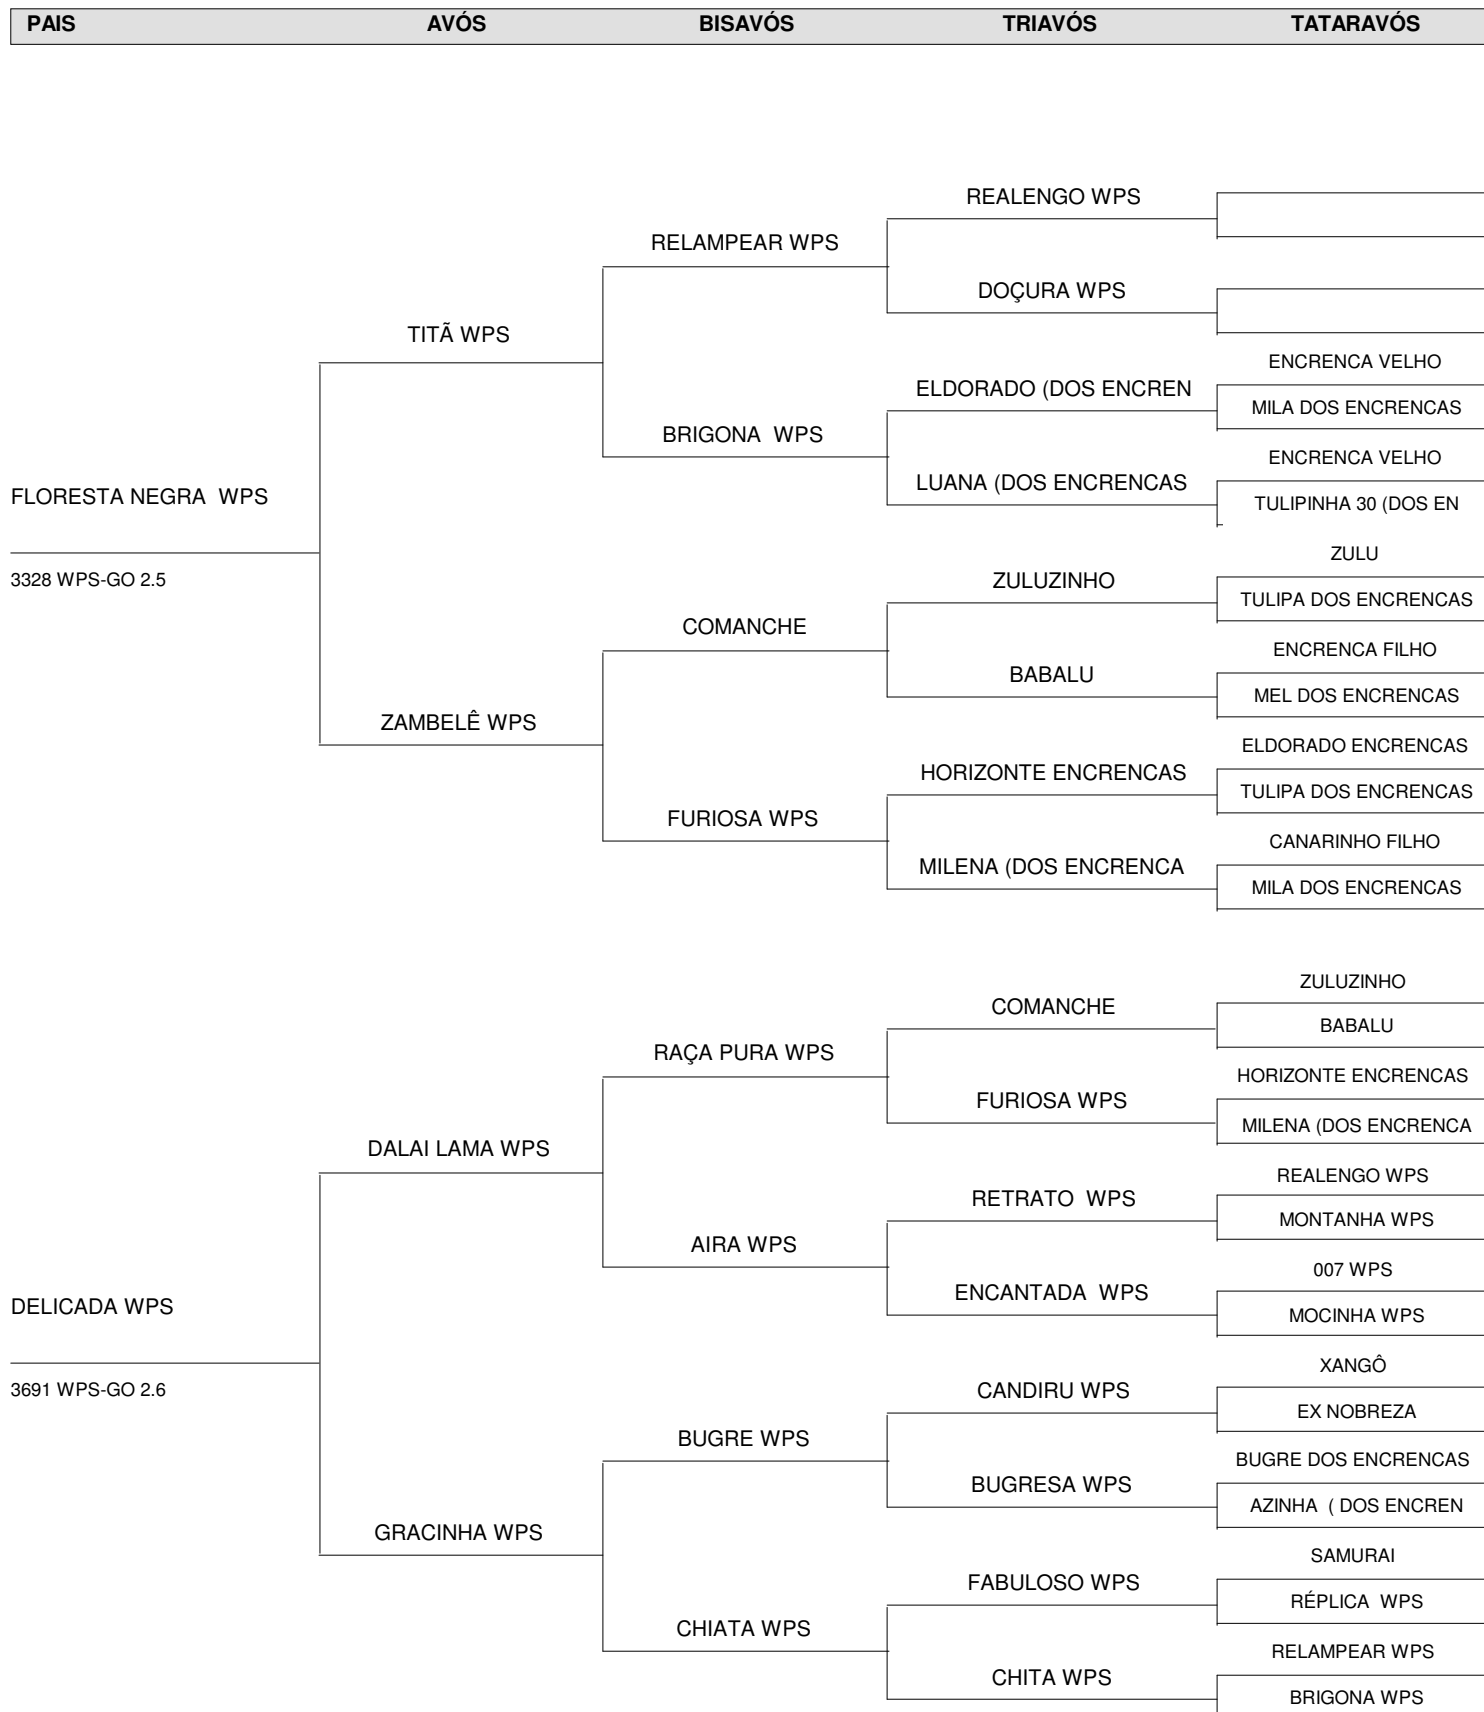 PAIS AVÓS BISAVÓS TRIAVÓS TATARAVÓS
REALENGO WPS
RELAMPEAR WPS
DOÇURA WPS
TITÃ WPS
ENCRENCA VELHO
ELDORADO (DOS ENCREN
MILA DOS ENCRENCAS
BRIGONA WPS
ENCRENCA VELHO
LUANA (DOS ENCRENCAS
FLORESTA NEGRA WPS
TULIPINHA 30 (DOS EN
ZULU
3328 WPS-GO 2.5
ZULUZINHO
TULIPA DOS ENCRENCAS
COMANCHE
ENCRENCA FILHO
BABALU
MEL DOS ENCRENCAS
ZAMBELÊ WPS
ELDORADO ENCRENCAS
HORIZONTE ENCRENCAS
TULIPA DOS ENCRENCAS
FURIOSA WPS
CANARINHO FILHO
MILENA (DOS ENCRENCA
MILA DOS ENCRENCAS
ZULUZINHO
COMANCHE
BABALU
RAÇA PURA WPS
HORIZONTE ENCRENCAS
FURIOSA WPS
MILENA (DOS ENCRENCA
DALAI LAMA WPS
REALENGO WPS
RETRATO WPS
MONTANHA WPS
AIRA WPS
007 WPS
ENCANTADA WPS
DELICADA WPS
MOCINHA WPS
XANGÔ
3691 WPS-GO 2.6
CANDIRU WPS
EX NOBREZA
BUGRE WPS
BUGRE DOS ENCRENCAS
BUGRESA WPS
AZINHA ( DOS ENCREN
GRACINHA WPS
SAMURAI
FABULOSO WPS
RÉPLICA WPS
CHIATA WPS
RELAMPEAR WPS
CHITA WPS
BRIGONA WPS